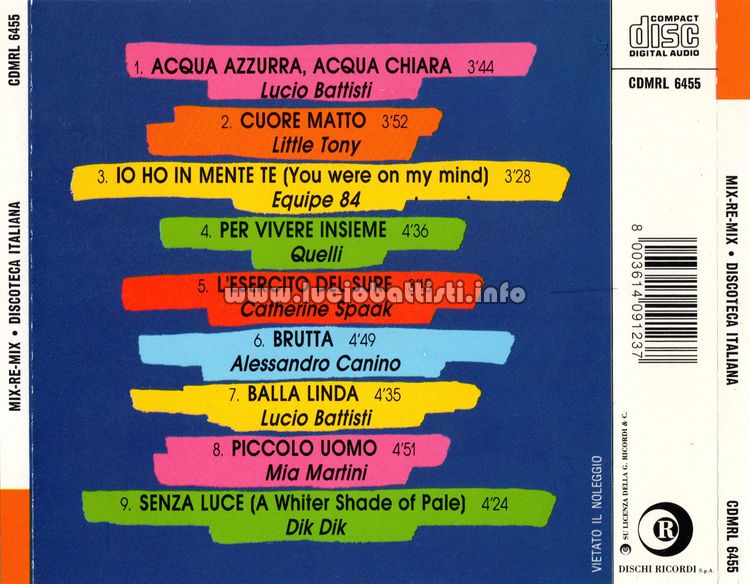 CDMRL 6455
MIX-RE-MIX • DISCOTECA ITALIANA
1. ACQUA AZZURRA, ACQUA CHIARA 3'44
Lucio Battisti
2. CUORE MATTO 3'52
Little Tony
3. IO HO IN MENTE TE (You were on my mind) 3'28
Equipe 84
4. PER VIVERE INSIEME 4'36
Quelli
5. L'ESERCITO DEL SURF
www.luciobattisti.info
Catherine Spaak
6. BRUTTA 4'49
Alessandro Canino
7. BALLA LINDA 4'35
Lucio Battisti
8. PICCOLO UOMO 4'51
Mia Martini
9. SENZA LUCE (A Whiter Shade of Pale) 4'24
Dik Dik
VIETATO IL NOLEGGIO
COMPACT
disc
DIGITAL AUDIO
CDMRL 6455
8 003614 091237
℗ © SU LICENZA DELLA G. RICORDI & C.
R
DISCHI RICORDI S.p.A.
MIX-RE-MIX • DISCOTECA ITALIANA
CDMRL 6455